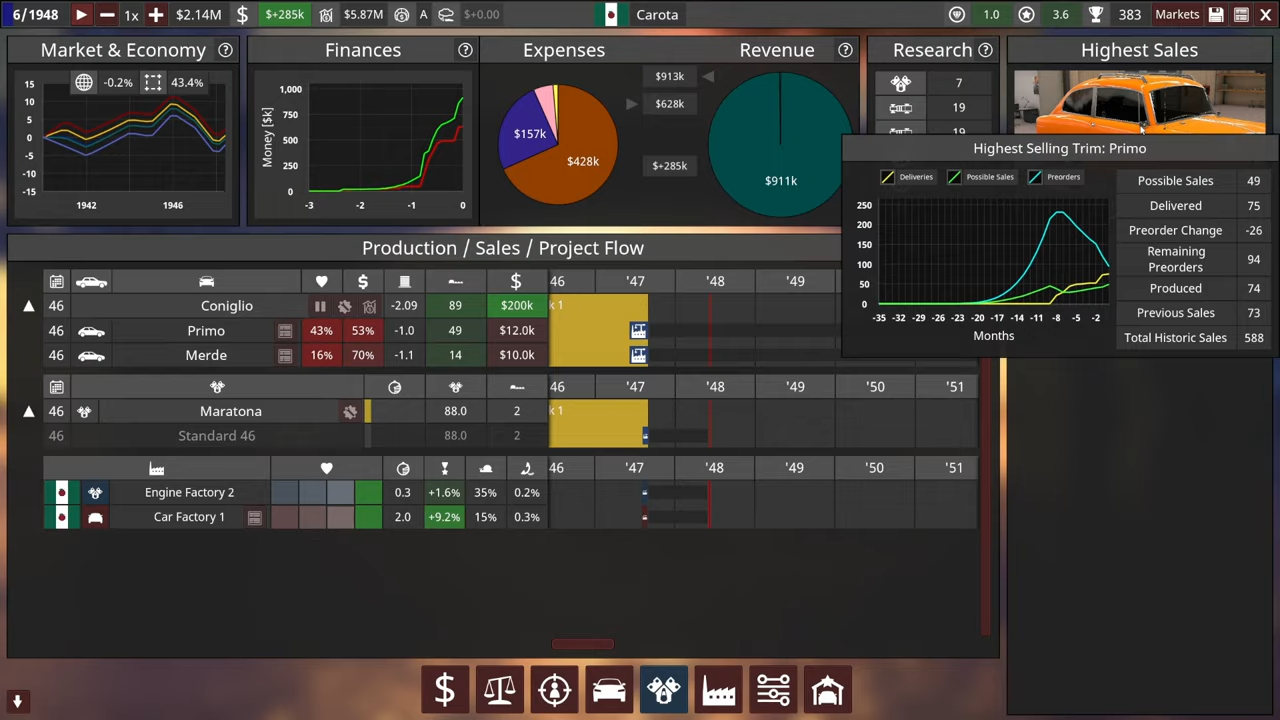 6/1948 1x $2.14M $ $+285k $5.87M A $+0.00 Carota 1.0 3.6 383 Markets X
Market & Economy ?
-0.2% 43.4%
15
10
5
0
-5
-10
-15
1942 1946
Finances ?
Money [$k]
1,000
750
500
250
0
-3 -2 -1 0
Expenses Revenue ?
$157k
$428k
$913k
$628k
$+285k
$911k
Research ?
7
19
19
Highest Sales
Highest Selling Trim: Primo
Deliveries Possible Sales Preorders
250
200
150
100
50
0
-35 -32 -29 -26 -23 -20 -17 -14 -11 -8 -5 -2
Months
Possible Sales 49
Delivered 75
Preorder Change -26
Remaining
Preorders 94
Produced 74
Previous Sales 73
Total Historic Sales 588
Production / Sales / Project Flow
$ $ 46 '47 '48 '49
46 Coniglio -2.09 89 $200k k 1
46 Primo 43% 53% -1.0 49 $12.0k
46 Merde 16% 70% -1.1 14 $10.0k
46 '47 '48 '49 '50 '51
46 Maratona 88.0 2 k 1
46 Standard 46 88.0 2
46 '47 '48 '49 '50 '51
Engine Factory 2 0.3 +1.6% 35% 0.2%
Car Factory 1 2.0 +9.2% 15% 0.3%
$